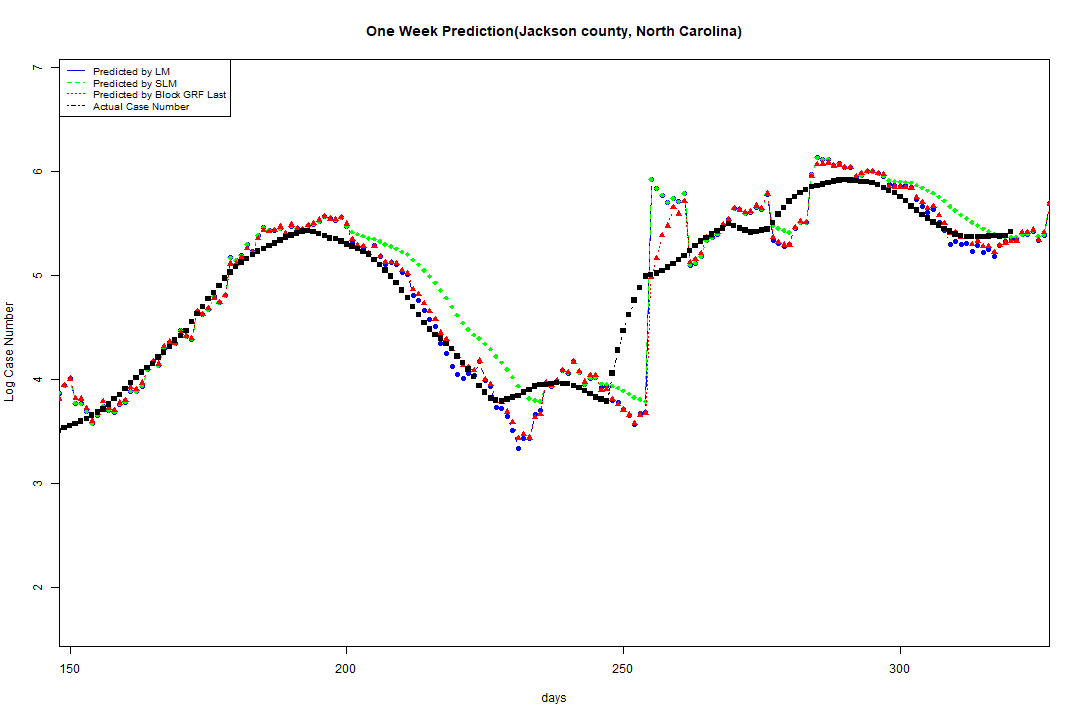 One Week Prediction(Jackson county, North Carolina)
Predicted by LM
Predicted by SLM
Predicted by Block GRF Last
Actual Case Number
7
6
5
4
3
2
Log Case Number
150
200
250
300
days